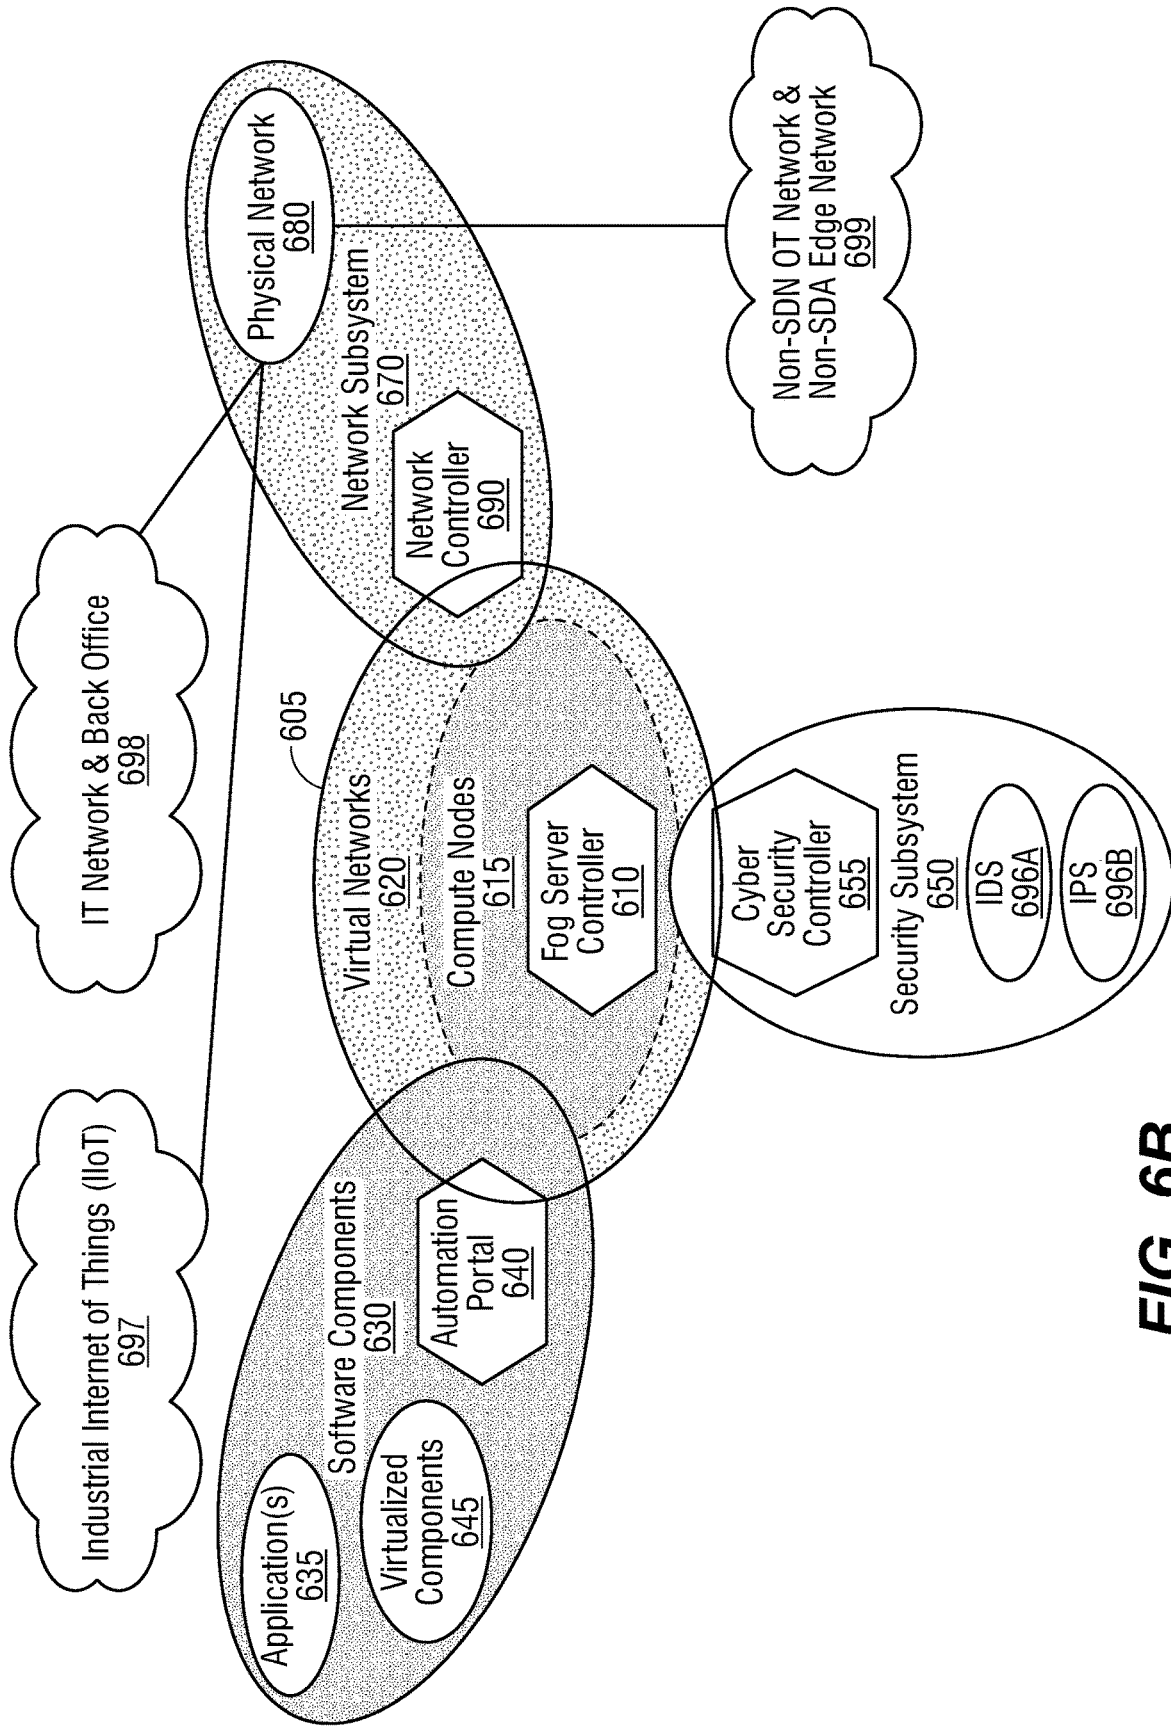 Industrial Internet of Things (IIoT)
697
IT Network & Back Office
698
605
Application(s)
635
Virtualized
Components
645
Software Components
630
Automation
Portal
640
Virtual Networks
620
Compute Nodes
615
Fog Server
Controller
610
Network Subsystem
670
Network
Controller
690
Physical Network
680
Cyber
Security
Controller
655
Security Subsystem
650
IDS
696A
IPS
696B
Non-SDN OT Network &
Non-SDA Edge Network
699
FIG. 6B